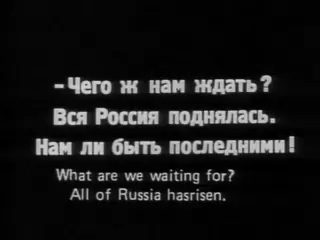 - Чего ж нам ждать?
Вся Россия поднялась.
Нам ли быть последними!
What are we waiting for?
All of Russia hasrisen.